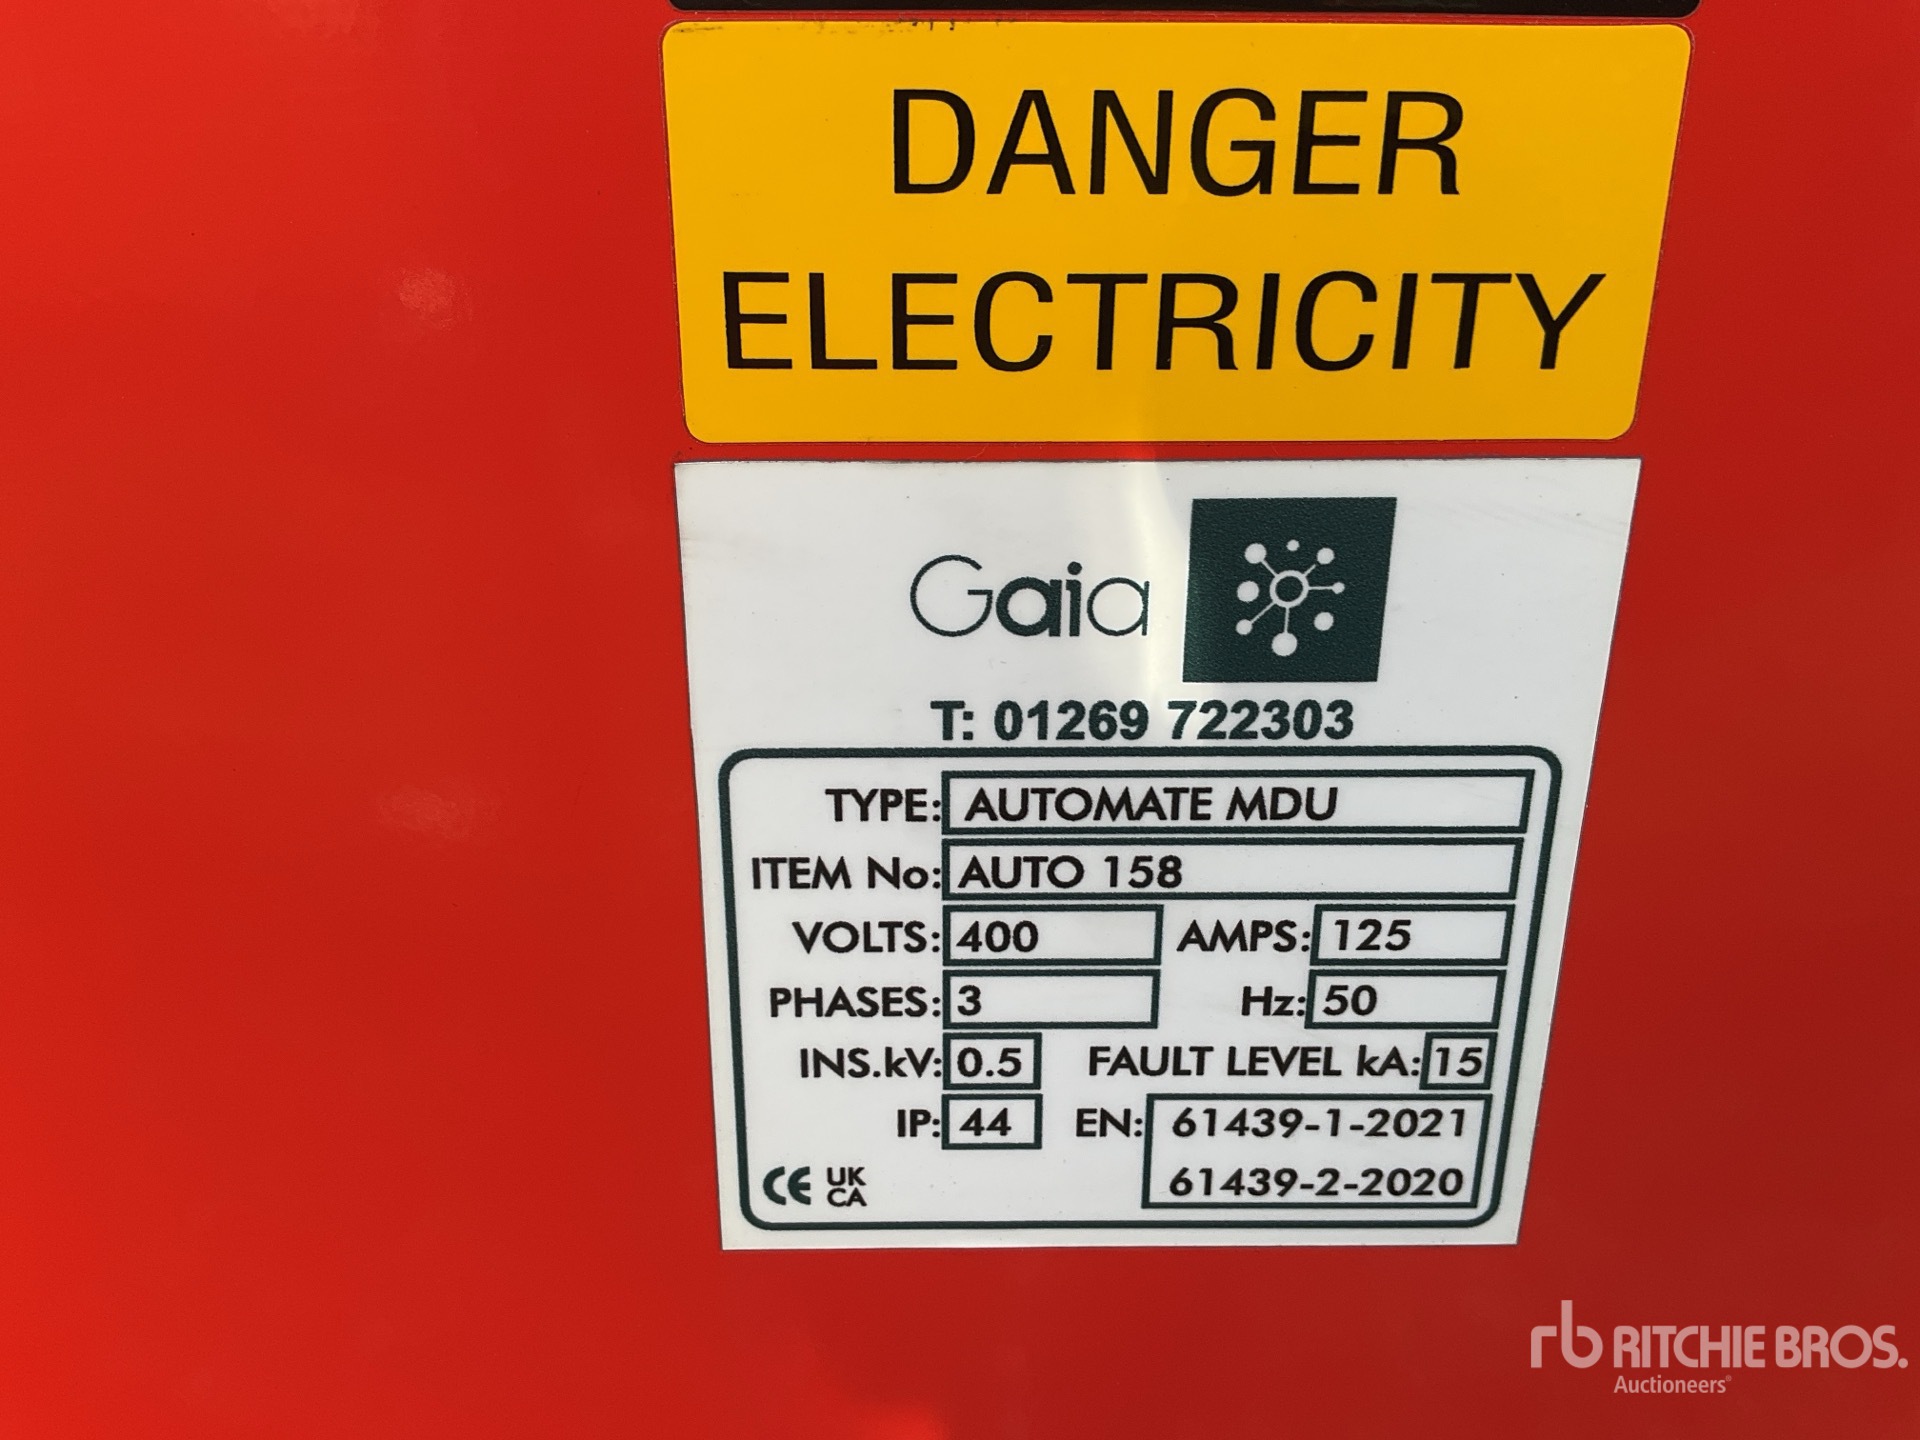 DANGER
ELECTRICITY
Gaia
T: 01269 722303
TYPE: AUTOMATE MDU
ITEM No: AUTO 158
VOLTS: 400 AMPS: 125
PHASES: 3 Hz: 50
INS.kV: 0.5 FAULT LEVEL kA: 15
IP: 44 EN: 61439-1-2021
61439-2-2020
CE UK
CA
rb RITCHIE BROS.
Auctioneers®